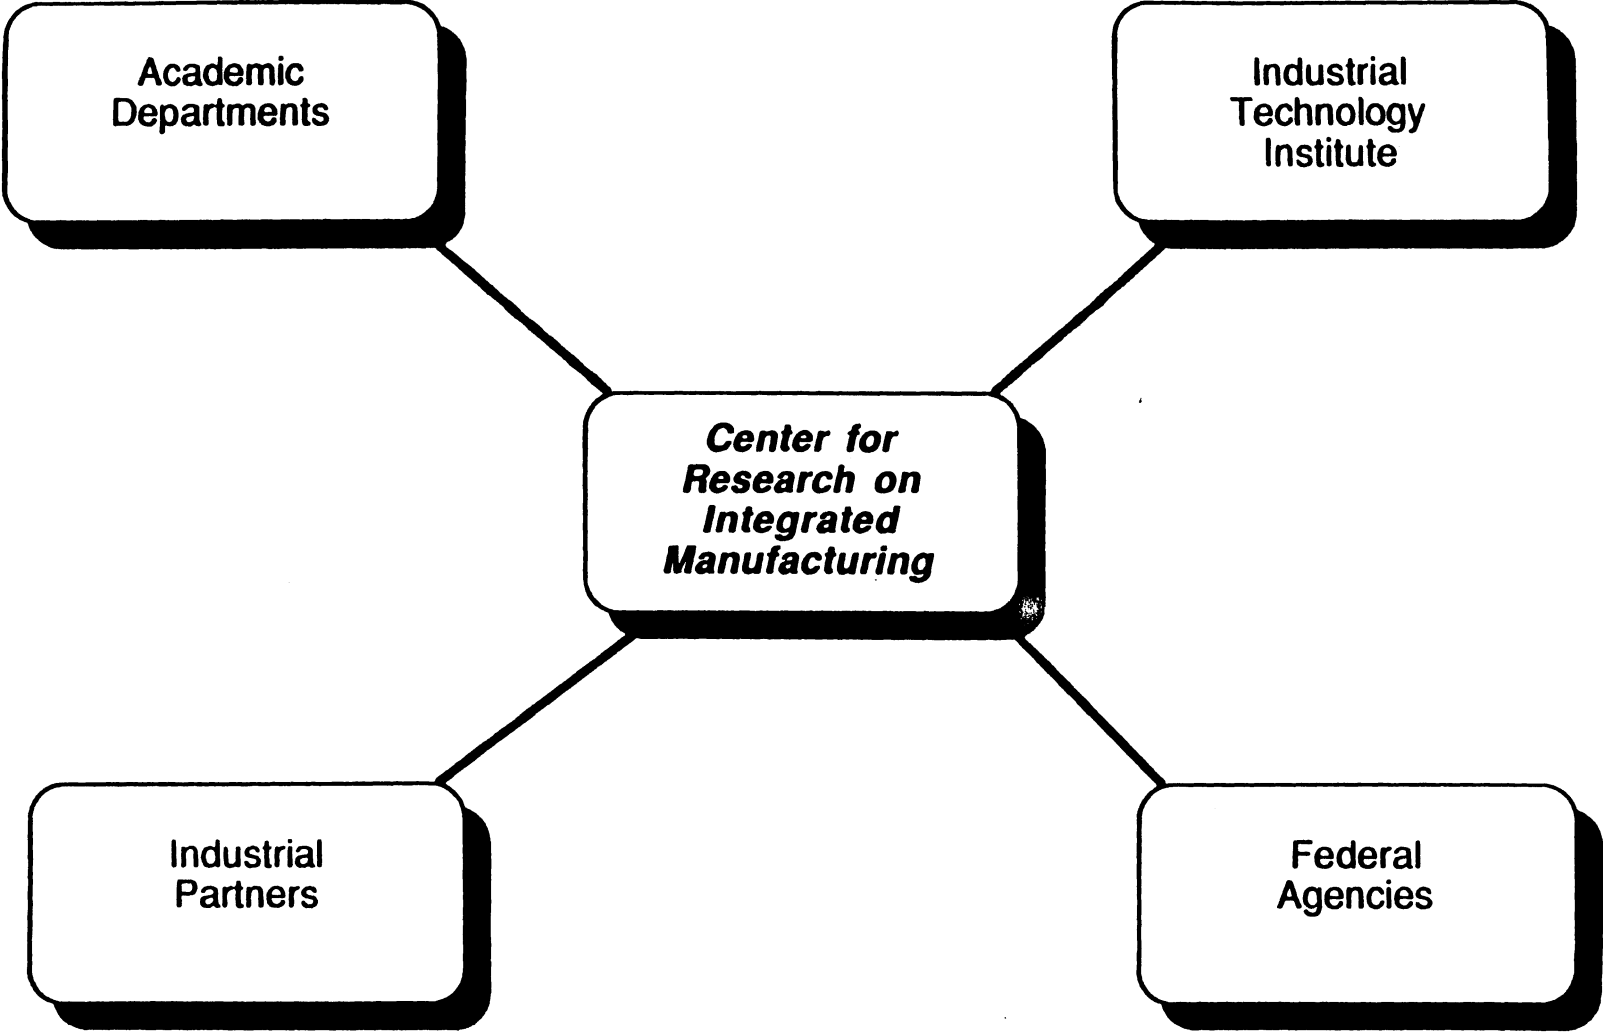 Academic
Departments
Industrial
Technology
Institute
Center for
Research on
Integrated
Manufacturing
Industrial
Partners
Federal
Agencies